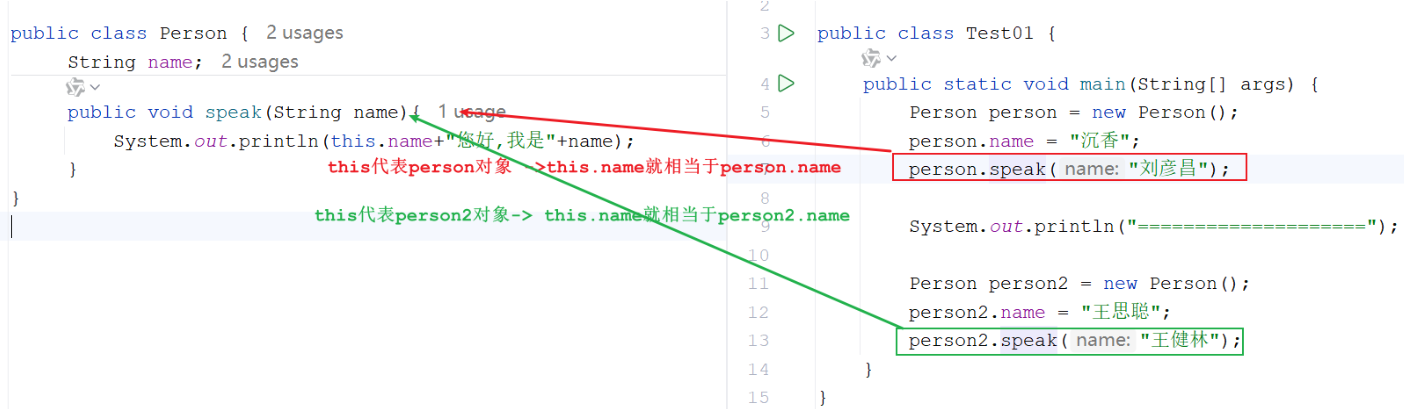 public class Person {  2 usages
    String name;  2 usages
    public void speak(String name){  1 usage
        System.out.println(this.name+"您好,我是"+name);
    }
this代表person对象 ->this.name就相当于person.name
}
this代表person2对象-> this.name就相当于person2.name
2
3 public class Test01 {
4     public static void main(String[] args) {
5         Person person = new Person();
6         person.name = "沉香";
7         person.speak( name: "刘彦昌");
8
9         System.out.println("====================");
10
11         Person person2 = new Person();
12         person2.name = "王思聪";
13         person2.speak( name: "王健林");
14     }
15 }